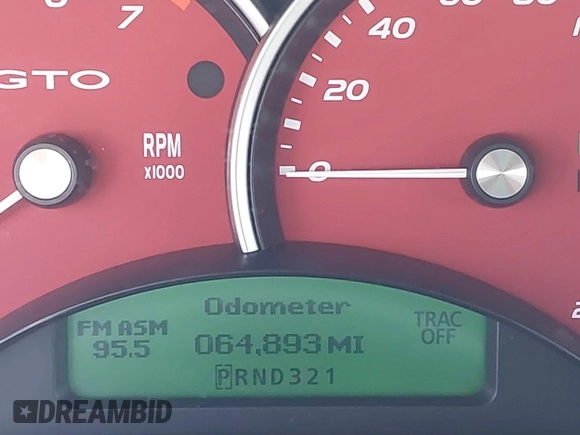 6
7
GTO
RPM
x1000
0
20
40
Odometer
FM ASM
95.5
064,893 MI
TRAC
OFF
PRND321
DREAMBID